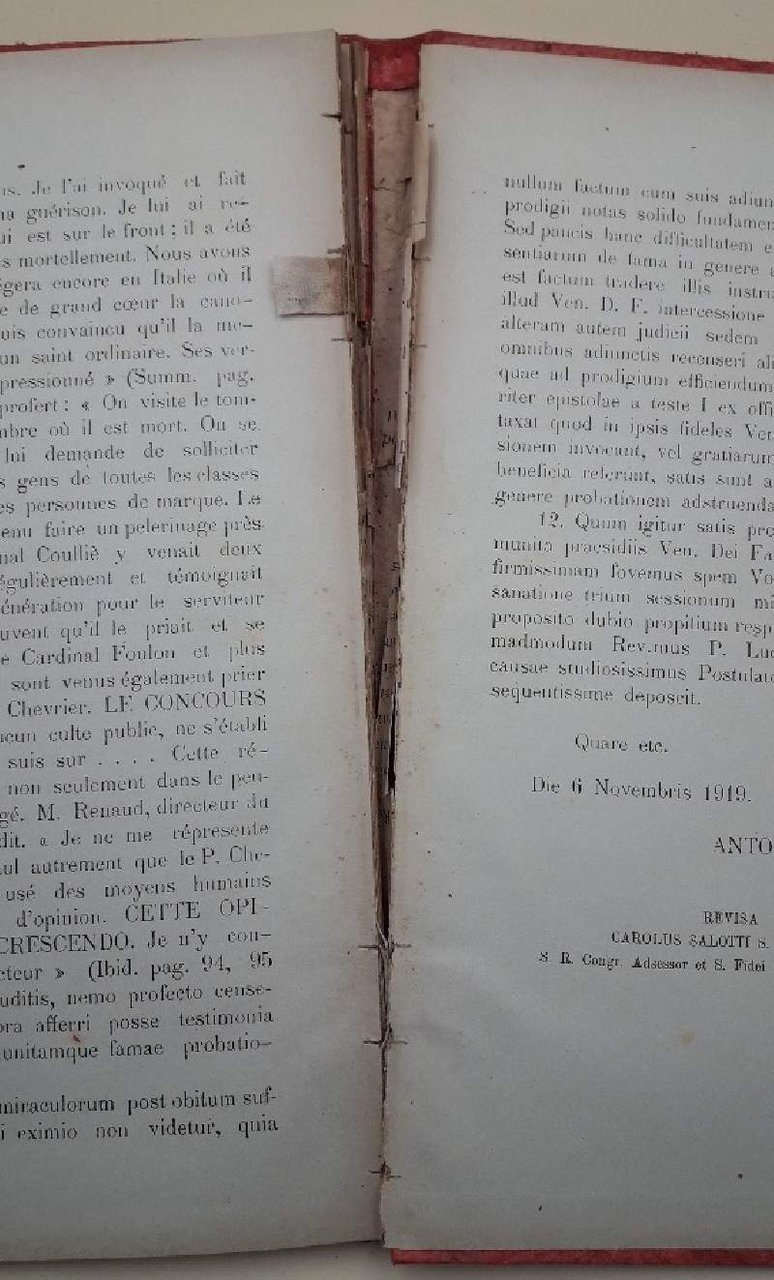 ns. Je l'ai invoqué et fait
na guérison. Je lui ai re-
ui est sur le front ; il a été
s mortellement. Nous avons
égera encore en Italie où il
e de grand cœur la cano-
uis convaincu qu'il la mé-
un saint ordinaire. Ses ver-
pressionné » (Summ. pag.
profert : « On visite le tom-
mbre où il est mort. On se
lui demande de solliciter
s gens de toutes les classes
es personnes de marque. Le
enu faire un pelerinage près
nal Coulliè y venait deux
égulièrement et témoignait
énération pour le serviteur
uvent qu'il le priait et se
e Cardinal Foulon et plus
sont venus également prier
Chevrier. LE CONCOURS
ucun culte public, ne s'établi
suis sur . . . . Cette ré-
non seulement dans le peu-
gé. M. Renaud, directeur du
dit. « Je ne me répresente
aul autrement que le P. Che-
usé des moyens humains
d'opinion. CETTE OPI-
CRESCENDO. Je n'y con-
cteur » (Ibid. pag. 94, 95
uditis, nemo profecto cense-
ora afferri posse testimonia
unitamque famae probatio-
miraculorum post obitum suf-
i eximio non videtur, quia
nullum factum cum suis adiun
prodigii notas solido fundamen
Sed paucis hanc difficultatem e
sentiarum de fama in genere
est factum tradere illis instru
illud Ven. D. F. intercessione
alteram autem judicii sedem
omnibus adiunctis recenseri ali
quae ad prodigium efficiendum
riter epistolae a teste I ex offi
taxat quod in ipsis fideles Ven
sionem invocant, vel gratiarum
beneficia referunt, satis sunt a
genere probationem adstruenda
12. Quum igitur satis pro
munita praesidiis Ven. Dei Fa
firmissimam fovemus spem Vo
sanatione trium sessionum mi
proposito dubio propitium resp
madmodum Rev.mus P. Luc
causae studiosissimus Postulato
sequentissime deposcit.
Quare etc.
Die 6 Novembris 1919.
ANTO
REVISA
CAROLUS SALOTTI S.
S. R. Congr. Adsessor et S. Fidei